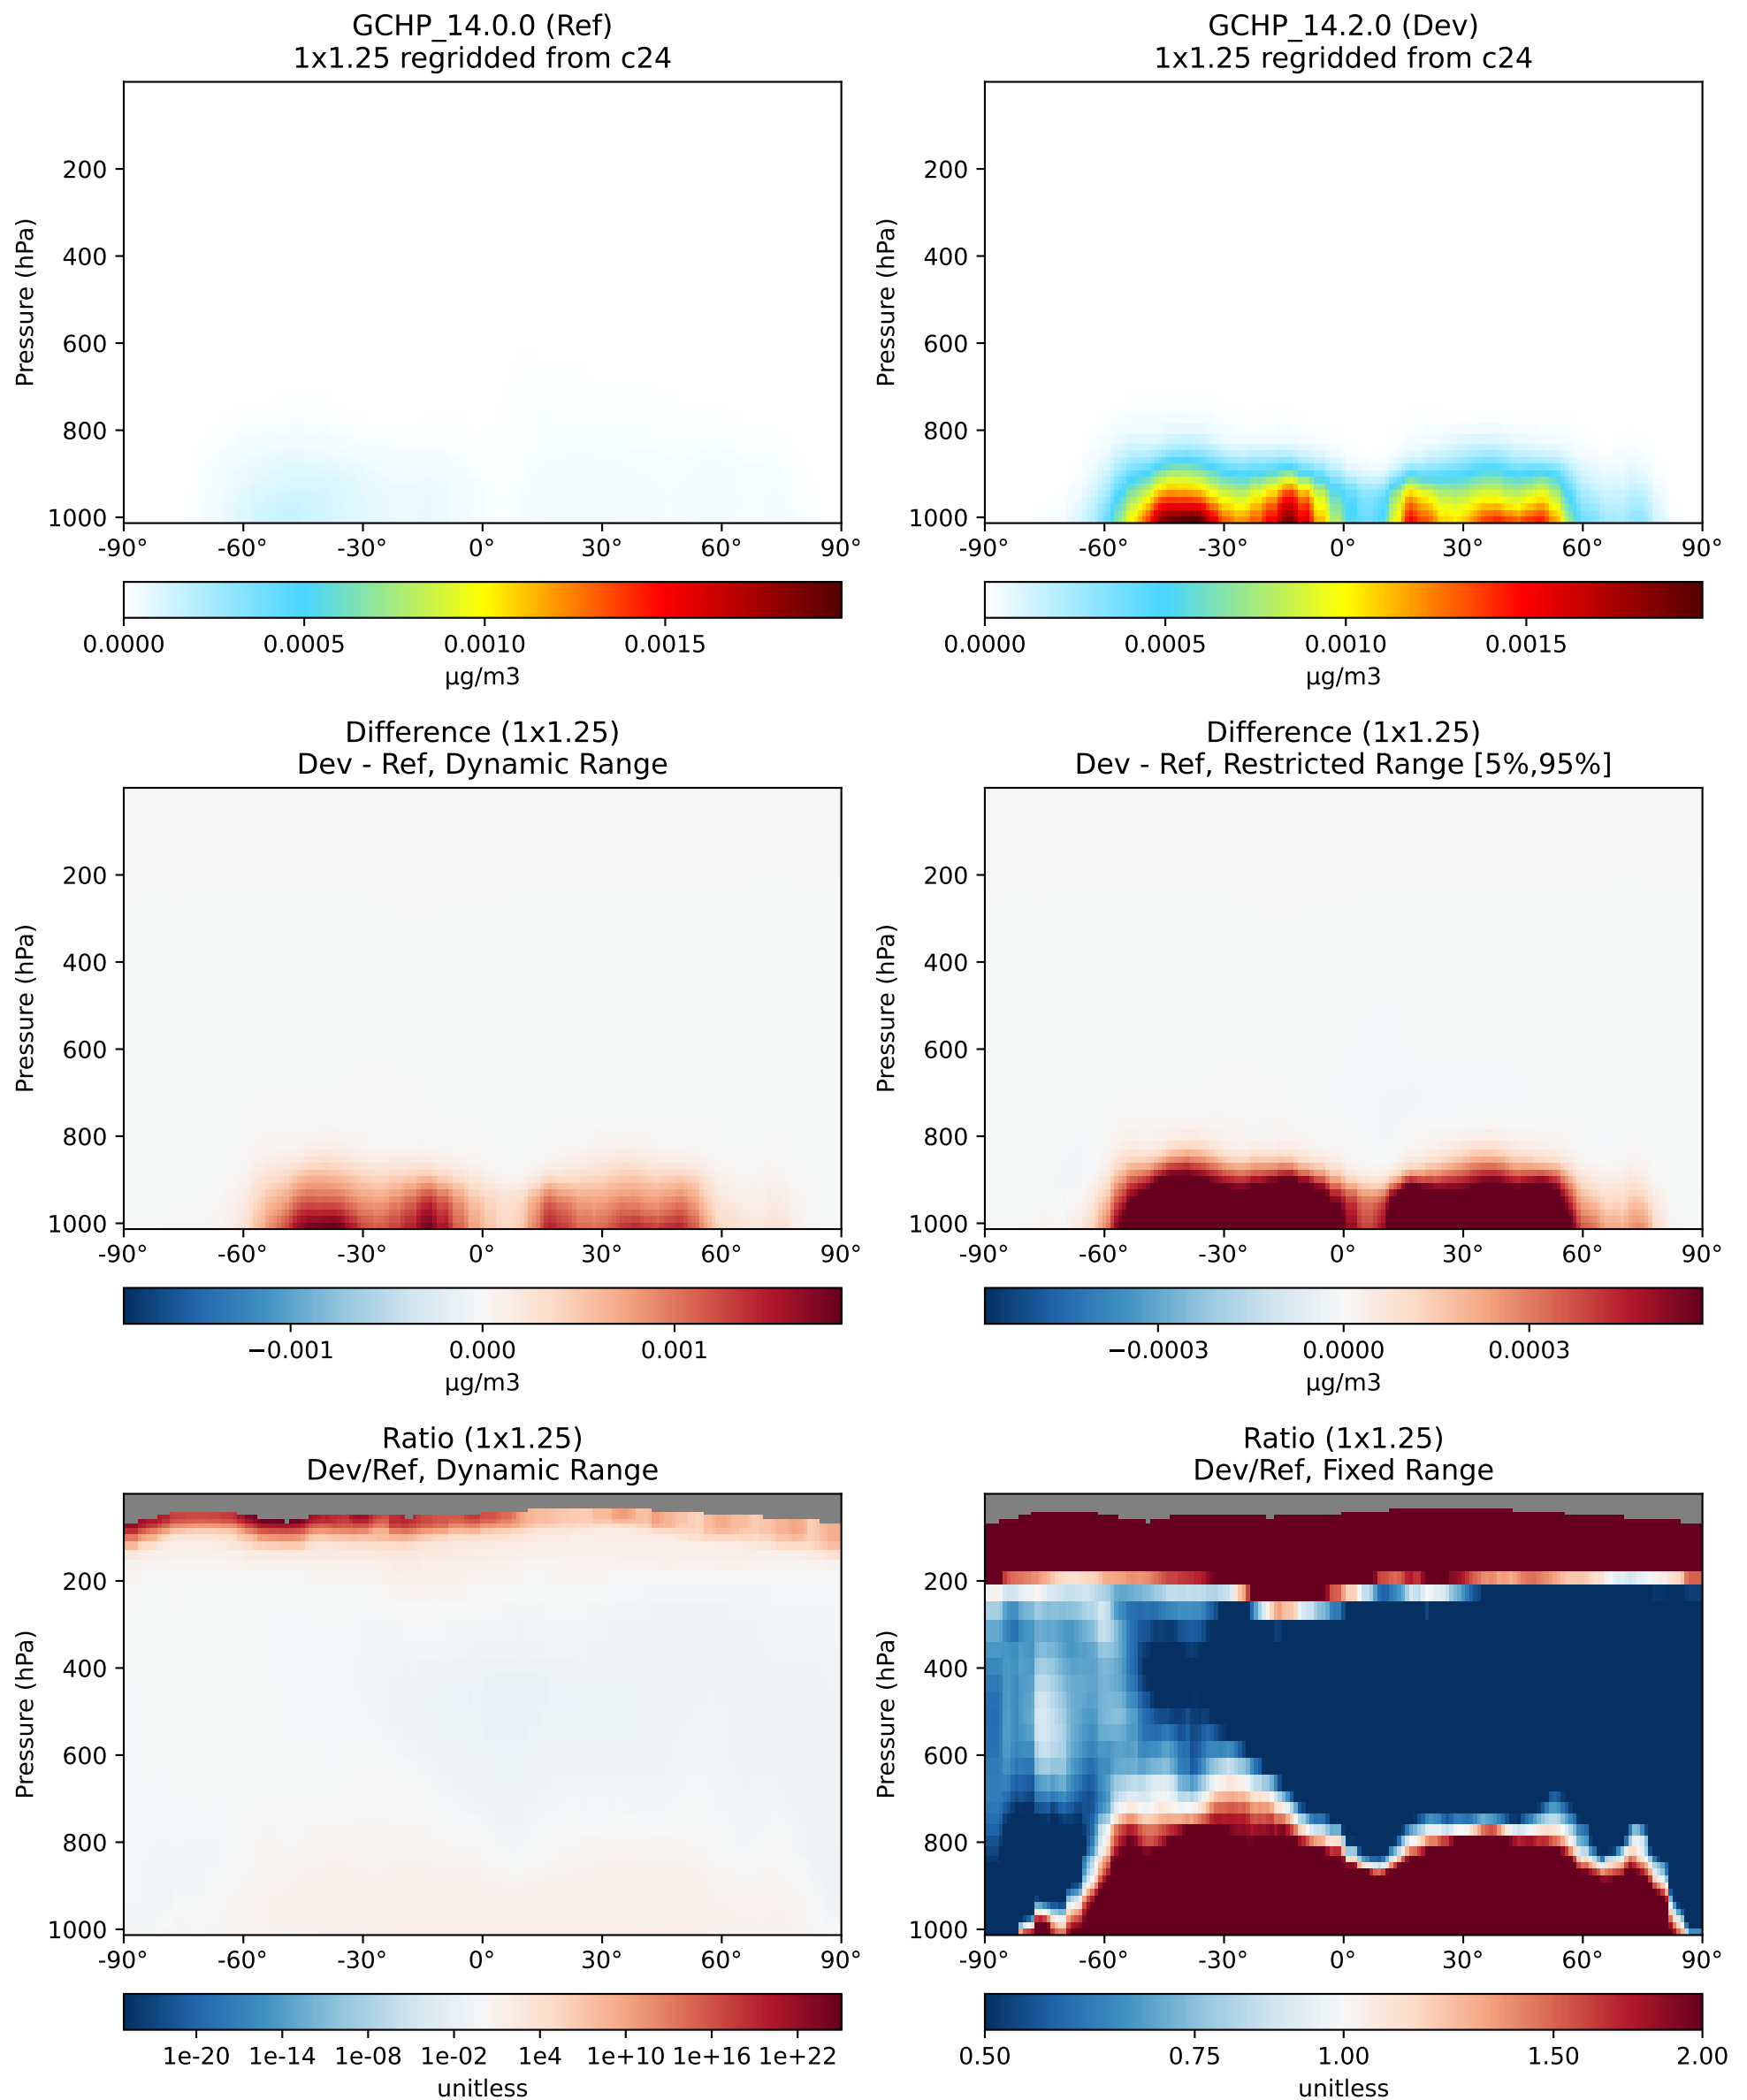 GCHP_14.0.0 (Ref)
1x1.25 regridded from c24
Pressure (hPa)
200
400
600
800
1000
-90°
-60°
-30°
0°
30°
60°
90°
0.0000
0.0005
0.0010
0.0015
μg/m3
GCHP_14.2.0 (Dev)
1x1.25 regridded from c24
Pressure (hPa)
200
400
600
800
1000
-90°
-60°
-30°
0°
30°
60°
90°
0.0000
0.0005
0.0010
0.0015
μg/m3
Difference (1x1.25)
Dev - Ref, Dynamic Range
Pressure (hPa)
200
400
600
800
1000
-90°
-60°
-30°
0°
30°
60°
90°
−0.001
0.000
0.001
μg/m3
Difference (1x1.25)
Dev - Ref, Restricted Range [5%,95%]
Pressure (hPa)
200
400
600
800
1000
-90°
-60°
-30°
0°
30°
60°
90°
−0.0003
0.0000
0.0003
μg/m3
Ratio (1x1.25)
Dev/Ref, Dynamic Range
Pressure (hPa)
200
400
600
800
1000
-90°
-60°
-30°
0°
30°
60°
90°
1e-20
1e-14
1e-08
1e-02
1e4
1e+10
1e+16
1e+22
unitless
Ratio (1x1.25)
Dev/Ref, Fixed Range
Pressure (hPa)
200
400
600
800
1000
-90°
-60°
-30°
0°
30°
60°
90°
0.50
0.75
1.00
1.50
2.00
unitless